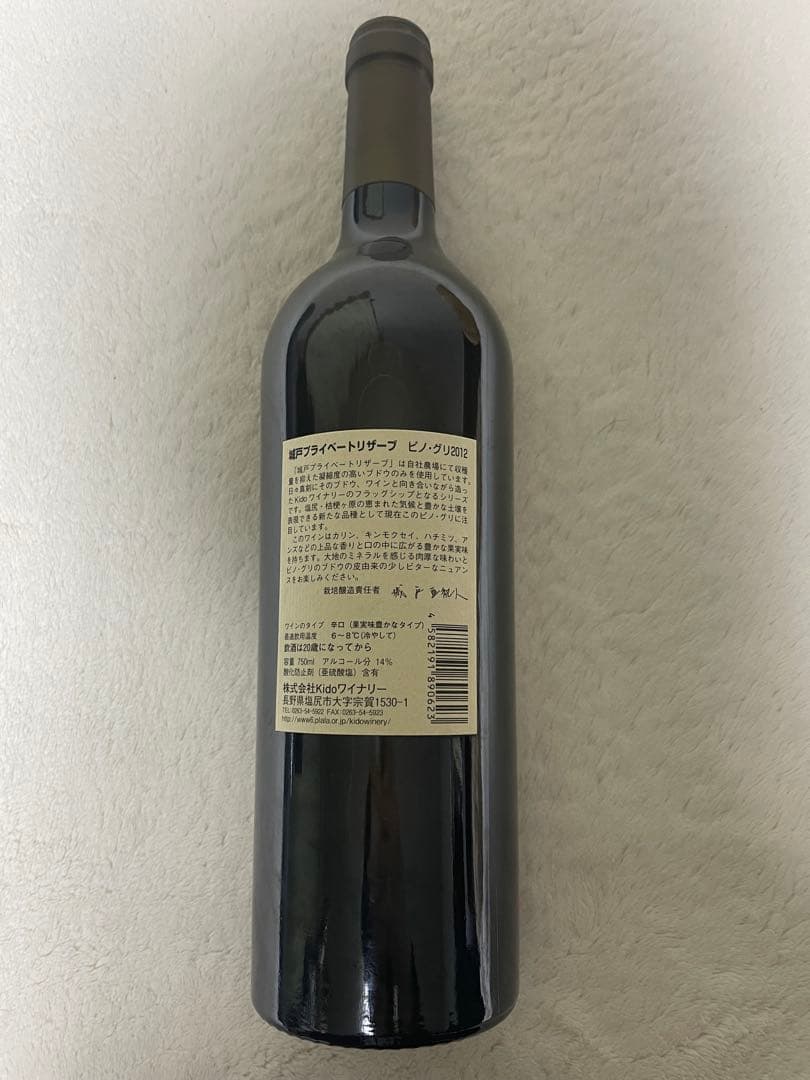 城戸プライベートリザーブ ピノ・グリ2012
「城戸プライベートリザーブ」は自社農場にて収穫
量を抑えた凝縮度の高いブドウのみを使用しています。
日々真剣にそのブドウ、ワインと向き合いながら造っ
たKidoワイナリーのフラッグシップとなるシリーズ
です。塩尻・桔梗ヶ原の恵まれた気候と豊かな土壌を
表現できる新たな品種として現在このピノ・グリに注
目しています。
このワインはカリン、キンモクセイ、ハチミツ、ア
ンズなどの上品な香りと口の中に広がる豊かな果実味
を持ちます。大地のミネラルを感じる肉厚な味わいと
ピノ・グリのブドウの皮由来の少しビターなニュアン
スをお楽しみください。
栽培醸造責任者
ワインのタイプ 辛口（果実味豊かなタイプ）
最適飲用温度 6～8℃（冷やして）
飲酒は20歳になってから
容量 750ml アルコール分 14%
酸化防止剤（亜硫酸塩）含有
株式会社Kidoワイナリー
長野県塩尻市大字宗賀1530-1
TEL:0263-54-5922 FAX:0263-54-5923
http://www6.plala.or.jp/kidowinery/
4582191890623